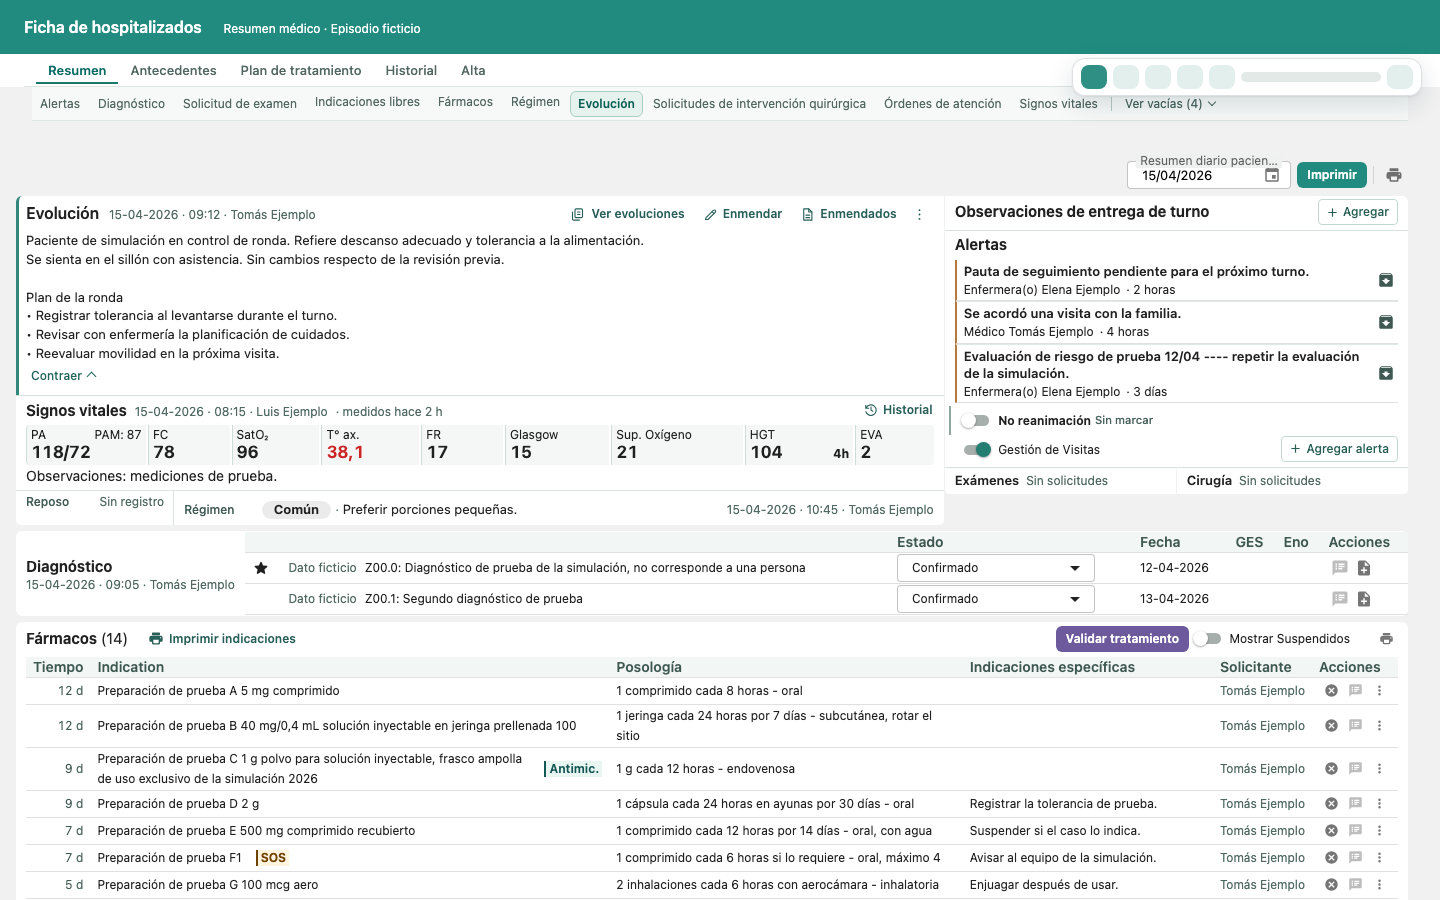 Ficha de hospitalizados
Resumen médico · Episodio ficticio
Resumen
Antecedentes
Plan de tratamiento
Historial
Alta
Alertas
Diagnóstico
Solicitud de examen
Indicaciones libres
Fármacos
Régimen
Evolución
Solicitudes de intervención quirúrgica
Órdenes de atención
Signos vitales
Ver vacías (4)
Resumen diario pacien...
15/04/2026
Imprimir
Evolución 15-04-2026 · 09:12 · Tomás Ejemplo
Ver evoluciones
Enmendar
Enmendados
Paciente de simulación en control de ronda. Refiere descanso adecuado y tolerancia a la alimentación.
Se sienta en el sillón con asistencia. Sin cambios respecto de la revisión previa.
Plan de la ronda
• Registrar tolerancia al levantarse durante el turno.
• Revisar con enfermería la planificación de cuidados.
• Reevaluar movilidad en la próxima visita.
Contraer
Signos vitales 15-04-2026 · 08:15 · Luis Ejemplo · medidos hace 2 h
Historial
PA PAM: 87
118/72
FC
78
SatO₂
96
T° ax.
38,1
FR
17
Glasgow
15
Sup. Oxígeno
21
HGT
104 4h
EVA
2
Observaciones: mediciones de prueba.
Reposo Sin registro
Régimen Común · Preferir porciones pequeñas.
15-04-2026 · 10:45 · Tomás Ejemplo
Observaciones de entrega de turno
+ Agregar
Alertas
Pauta de seguimiento pendiente para el próximo turno.
Enfermera(o) Elena Ejemplo · 2 horas
Se acordó una visita con la familia.
Médico Tomás Ejemplo · 4 horas
Evaluación de riesgo de prueba 12/04 ---- repetir la evaluación
de la simulación.
Enfermera(o) Elena Ejemplo · 3 días
No reanimación Sin marcar
Gestión de Visitas
+ Agregar alerta
Exámenes Sin solicitudes
Cirugía Sin solicitudes
Diagnóstico
15-04-2026 · 09:05 · Tomás Ejemplo
Estado Fecha GES Eno Acciones
Dato ficticio Z00.0: Diagnóstico de prueba de la simulación, no corresponde a una persona Confirmado 12-04-2026
Dato ficticio Z00.1: Segundo diagnóstico de prueba Confirmado 13-04-2026
Fármacos (14)
Imprimir indicaciones
Validar tratamiento
Mostrar Suspendidos
Tiempo Indication Posología Indicaciones específicas Solicitante Acciones
12 d Preparación de prueba A 5 mg comprimido 1 comprimido cada 8 horas - oral Tomás Ejemplo
12 d Preparación de prueba B 40 mg/0,4 mL solución inyectable en jeringa prellenada 100 1 jeringa cada 24 horas por 7 días - subcutánea, rotar el
sitio Tomás Ejemplo
9 d Preparación de prueba C 1 g polvo para solución inyectable, frasco ampolla
de uso exclusivo de la simulación 2026 Antimic. 1 g cada 12 horas - endovenosa Tomás Ejemplo
9 d Preparación de prueba D 2 g 1 cápsula cada 24 horas en ayunas por 30 días - oral Registrar la tolerancia de prueba. Tomás Ejemplo
7 d Preparación de prueba E 500 mg comprimido recubierto 1 comprimido cada 12 horas por 14 días - oral, con agua Suspender si el caso lo indica. Tomás Ejemplo
7 d Preparación de prueba F1 SOS 1 comprimido cada 6 horas si lo requiere - oral, máximo 4 Avisar al equipo de la simulación. Tomás Ejemplo
5 d Preparación de prueba G 100 mcg aero 2 inhalaciones cada 6 horas con aerocámara - inhalatoria Enjuagar después de usar. Tomás Ejemplo